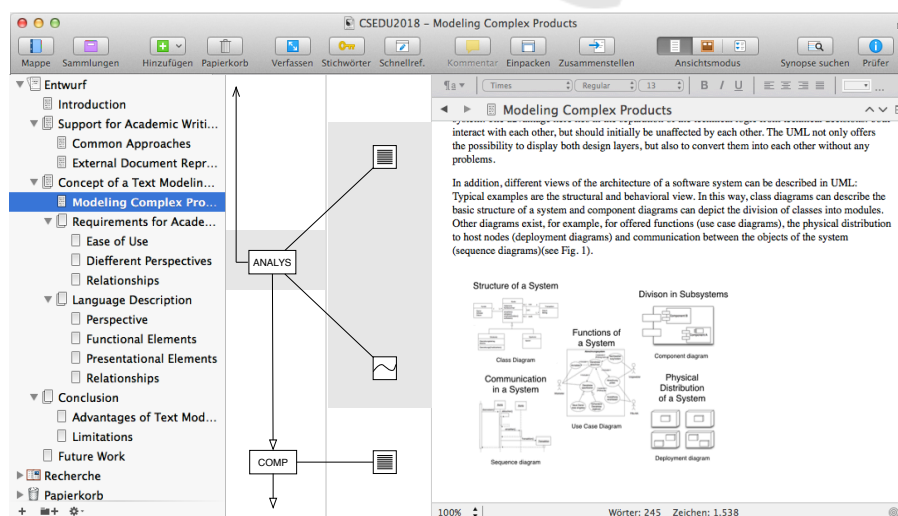 CSEDU2018 – Modeling Complex Products
Mappe Sammlungen Hinzufügen Papierkorb Verfassen Stichwörter Schnellref. Kommentar Einpacken Zusammenstellen Ansichtsmodus Synopse suchen Prüfer
Entwurf
Introduction
Support for Academic Writi...
Common Approaches
External Document Repr...
Concept of a Text Modelin...
Modeling Complex Pro...
Requirements for Acade...
Ease of Use
Diefferent Perspectives
Relationships
Language Description
Perspective
Functional Elements
Presentational Elements
Relationships
Conclusion
Advantages of Text Mod...
Limitations
Future Work
Recherche
Papierkorb
ANALYS
COMP
¶a Times Regular 13 B I U
Modeling Complex Products
interact with each other, but should initially be unaffected by each other. The UML not only offers
the possibility to display both design layers, but also to convert them into each other without any
problems.
In addition, different views of the architecture of a software system can be described in UML:
Typical examples are the structural and behavioral view. In this way, class diagrams can describe the
basic structure of a system and component diagrams can depict the division of classes into modules.
Other diagrams exist, for example, for offered functions (use case diagrams), the physical distribution
to host nodes (deployment diagrams) and communication between the objects of the system
(sequence diagrams)(see Fig. 1).
Structure of a System
Class Diagram
Divison in Subsystems
Component diagram
Functions of
a System
Use Case Diagram
Communication
in a System
Sequence diagram
Physical
Distribution
of a System
Deployment diagram
100% Wörter: 245 Zeichen: 1.538